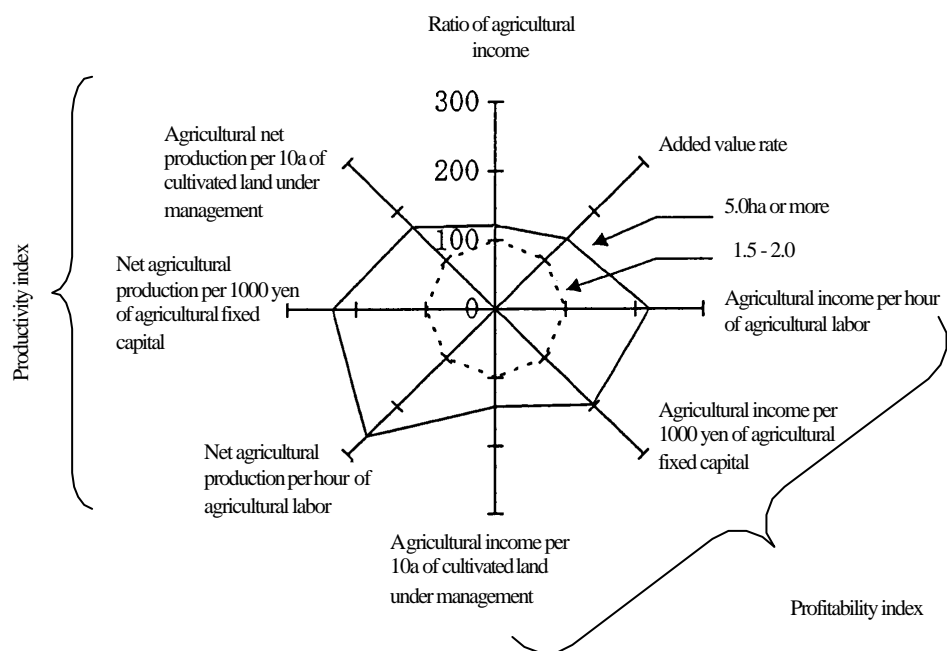 Ratio of agricultural
income
300
200
100
0
Agricultural net
production per 10a of
cultivated land under
management
Added value rate
5.0ha or more
1.5 - 2.0
Productivity index
Net agricultural
production per 1000 yen
of agricultural fixed
capital
Agricultural income per hour
of agricultural labor
Agricultural income per
1000 yen of agricultural
fixed capital
Net agricultural
production per hour of
agricultural labor
Agricultural income per
10a of cultivated land
under management
Profitability index